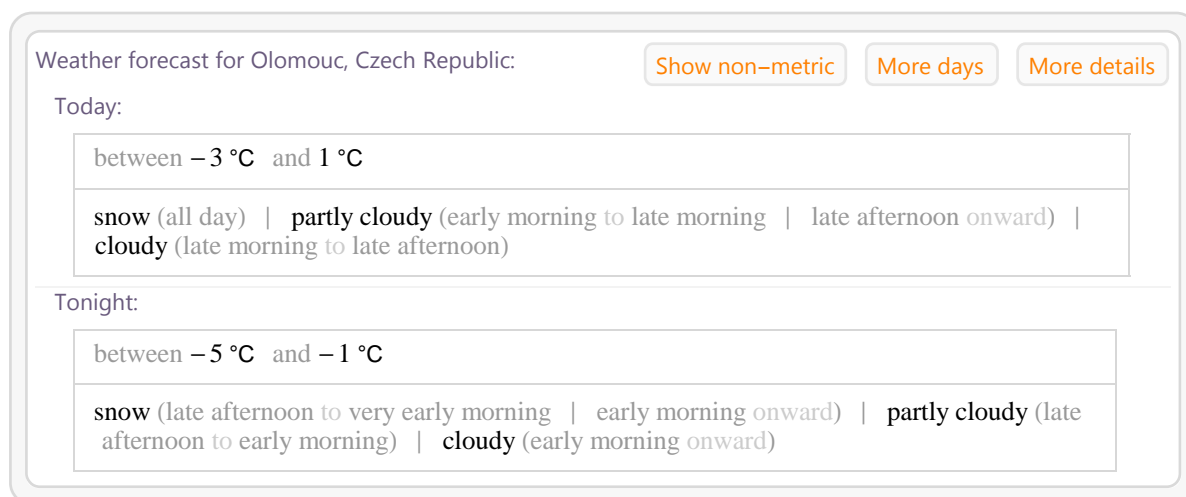 Weather forecast for Olomouc, Czech Republic:
Show non–metric
More days
More details
Today:
between −3 °C and 1 °C
snow (all day) | partly cloudy (early morning to late morning | late afternoon onward) |
cloudy (late morning to late afternoon)
Tonight:
between −5 °C and −1 °C
snow (late afternoon to very early morning | early morning onward) | partly cloudy (late
afternoon to early morning) | cloudy (early morning onward)